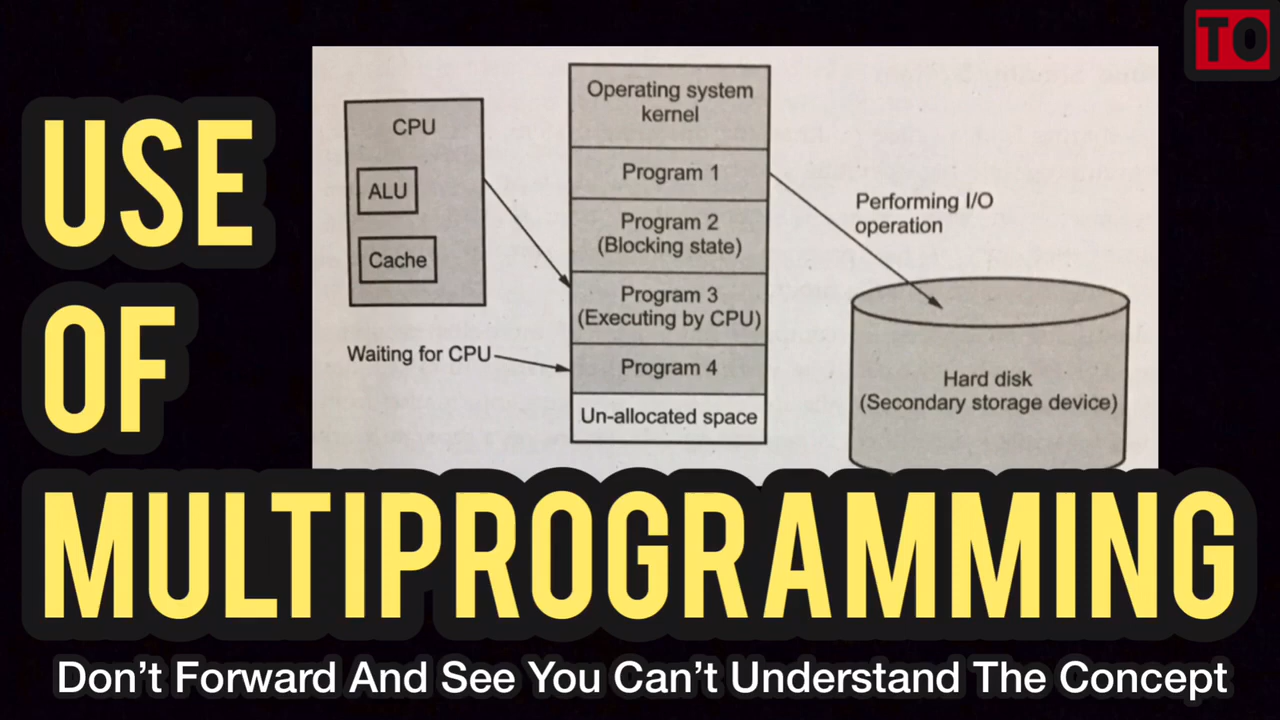 TO
USE
OF
MULTIPROGRAMMING
CPU
ALU
Cache
Waiting for CPU
Operating system
kernel
Program 1
Program 2
(Blocking state)
Program 3
(Executing by CPU)
Program 4
Un-allocated space
Performing I/O
operation
Hard disk
(Secondary storage device)
Don’t Forward And See You Can’t Understand The Concept